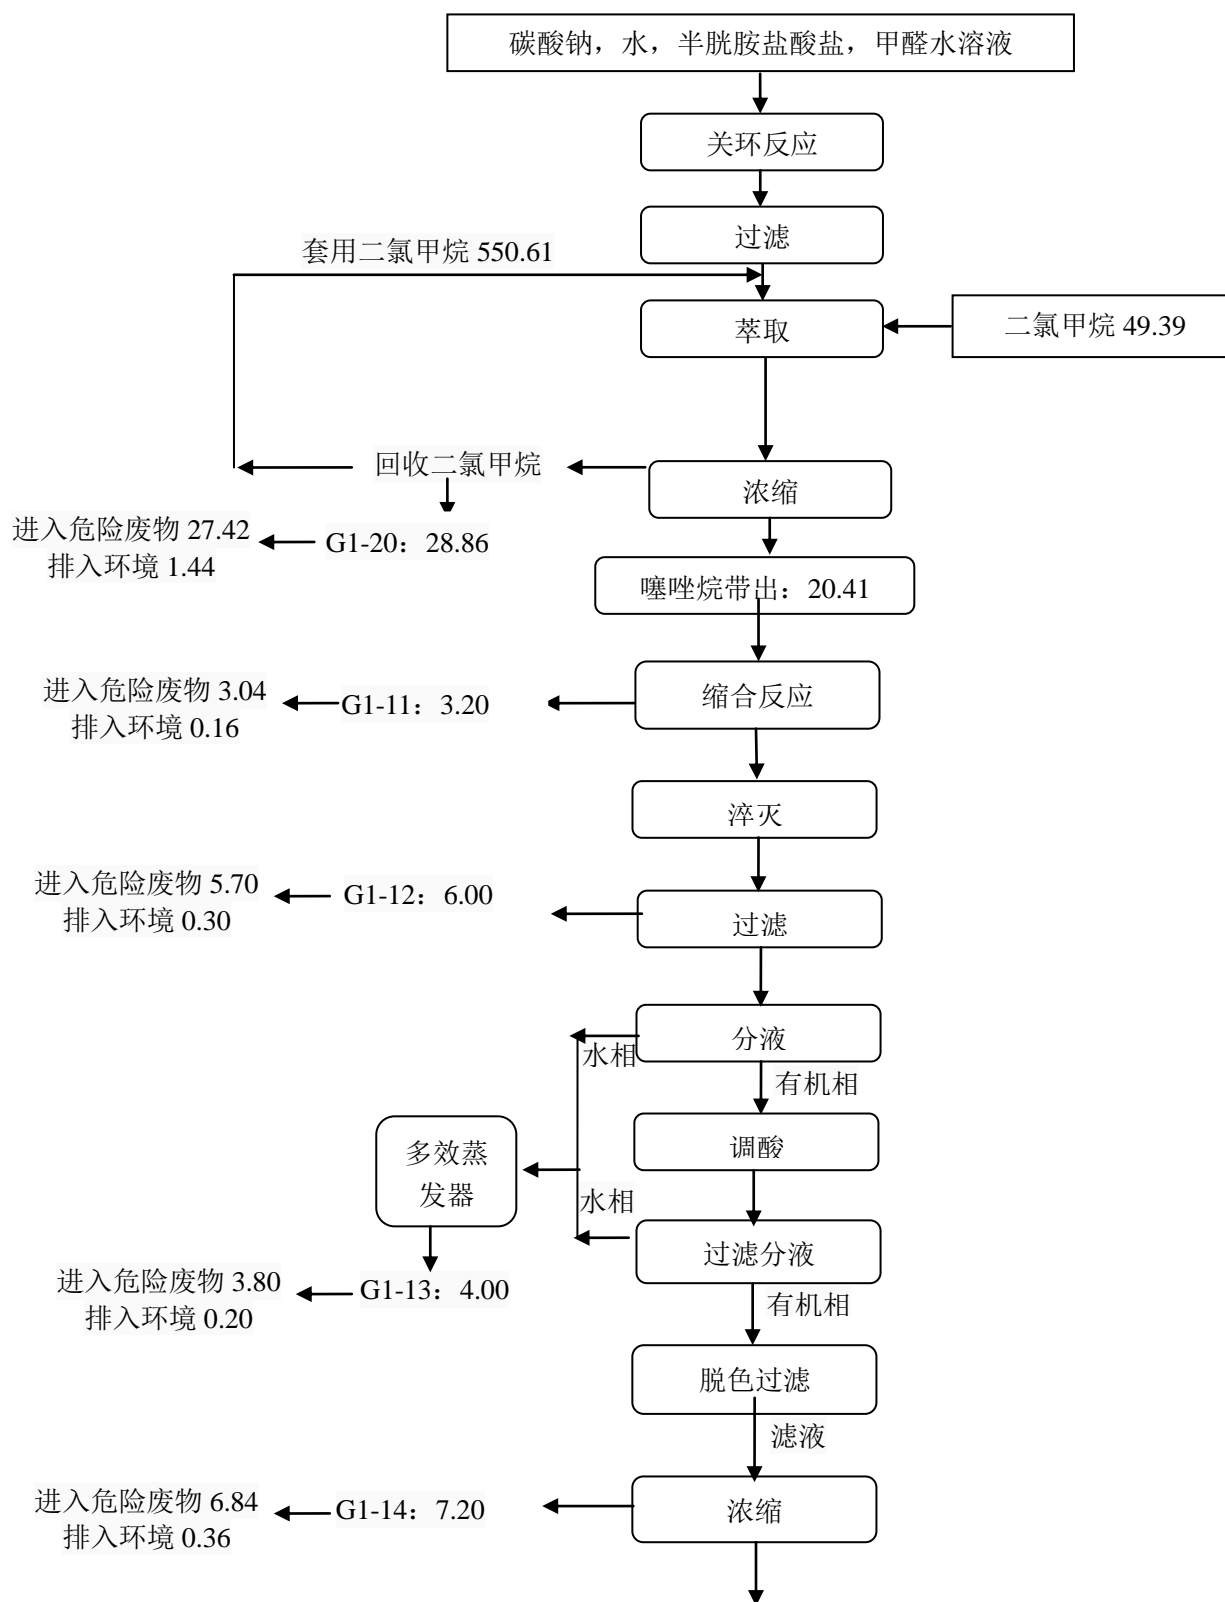 碳酸钠，水，半胱胺盐酸盐，甲醛水溶液
关环反应
过滤
套用二氯甲烷 550.61
萃取
二氯甲烷 49.39
回收二氯甲烷
浓缩
进入危险废物 27.42
排入环境 1.44
G1-20：28.86
噻唑烷带出：20.41
进入危险废物 3.04
排入环境 0.16
G1-11：3.20
缩合反应
淬灭
进入危险废物 5.70
排入环境 0.30
G1-12：6.00
过滤
分液
水相
有机相
多效蒸
发器
调酸
水相
过滤分液
进入危险废物 3.80
排入环境 0.20
G1-13：4.00
有机相
脱色过滤
滤液
进入危险废物 6.84
排入环境 0.36
G1-14：7.20
浓缩